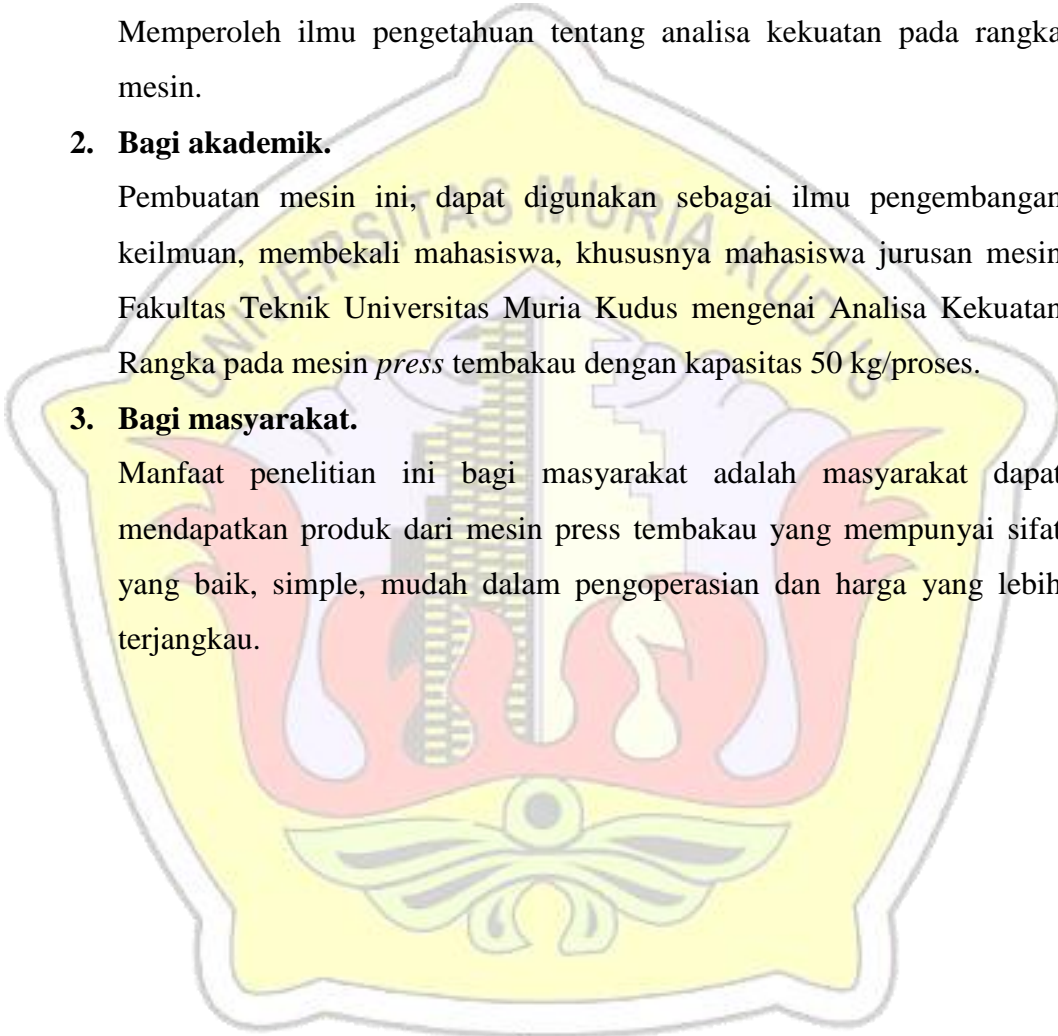 Memperoleh ilmu pengetahuan tentang analisa kekuatan pada rangka
mesin.
2. Bagi akademik.
Pembuatan mesin ini, dapat digunakan sebagai ilmu pengembangan
keilmuan, membekali mahasiswa, khususnya mahasiswa jurusan mesin
Fakultas Teknik Universitas Muria Kudus mengenai Analisa Kekuatan
Rangka pada mesin press tembakau dengan kapasitas 50 kg/proses.
3. Bagi masyarakat.
Manfaat penelitian ini bagi masyarakat adalah masyarakat dapat
mendapatkan produk dari mesin press tembakau yang mempunyai sifat
yang baik, simple, mudah dalam pengoperasian dan harga yang lebih
terjangkau.
UNIVERSITAS MURIA KUDUS